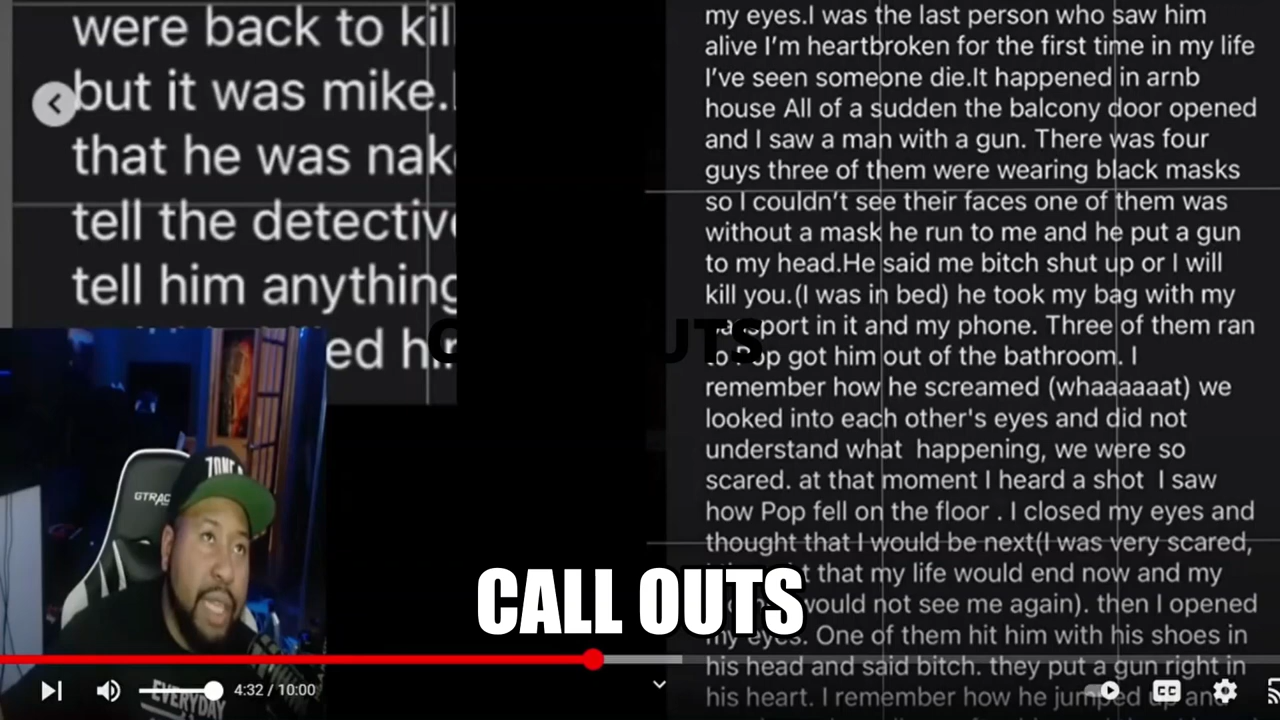 were back to kil
but it was mike.
that he was nak
tell the detective
tell him anything
ed hi
my eyes.I was the last person who saw him
alive I’m heartbroken for the first time in my life
I’ve seen someone die.It happened in arnb
house All of a sudden the balcony door opened
and I saw a man with a gun. There was four
guys three of them were wearing black masks
so I couldn’t see their faces one of them was
without a mask he run to me and he put a gun
to my head.He said me bitch shut up or I will
kill you.(I was in bed) he took my bag with my
passport in it and my phone. Three of them ran
to Pop got him out of the bathroom. I
remember how he screamed (whaaaaaat) we
looked into each other's eyes and did not
understand what happening, we were so
scared. at that moment I heard a shot I saw
how Pop fell on the floor . I closed my eyes and
thought that I would be next(I was very scared,
that my life would end now and my
would not see me again). then I opened
my eyes. One of them hit him with his shoes in
his head and said bitch. they put a gun right in
his heart. I remember how he jumped up and
GTRAC
ZONE
CALL OUTS
4:32 / 10:00
CC
EVERYDAY